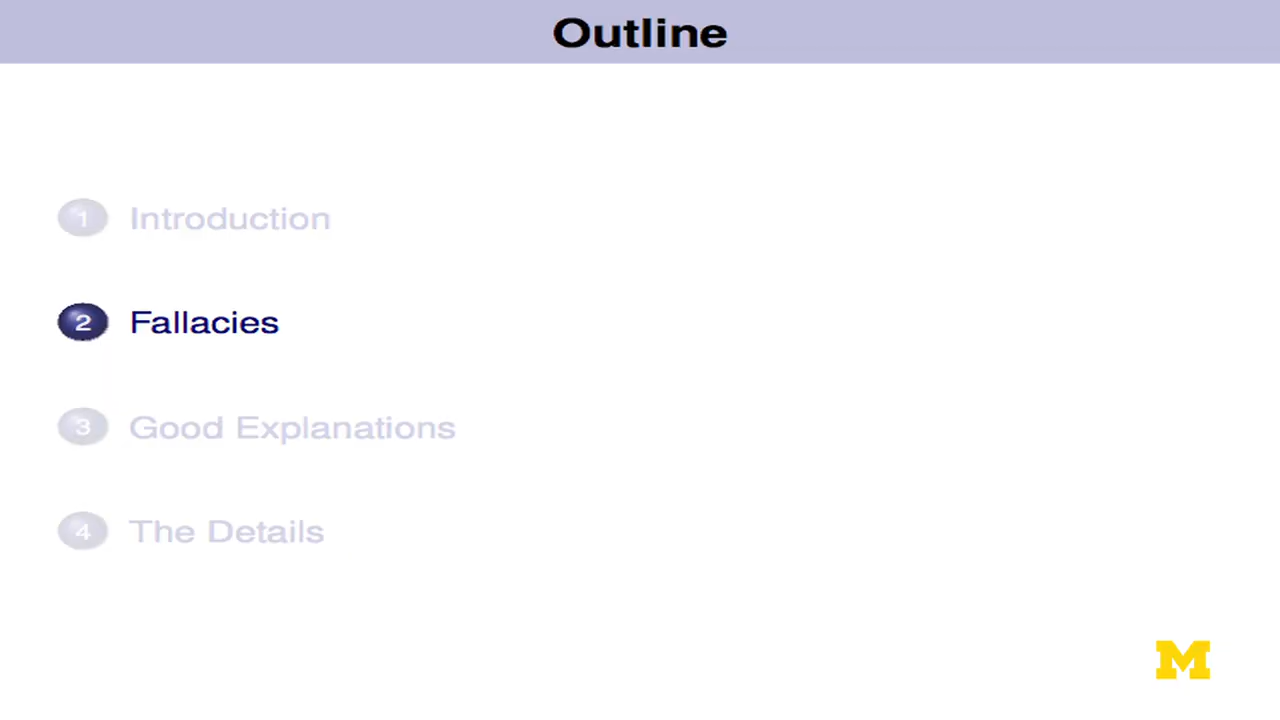 Outline
1 Introduction
2 Fallacies
3 Good Explanations
4 The Details
M